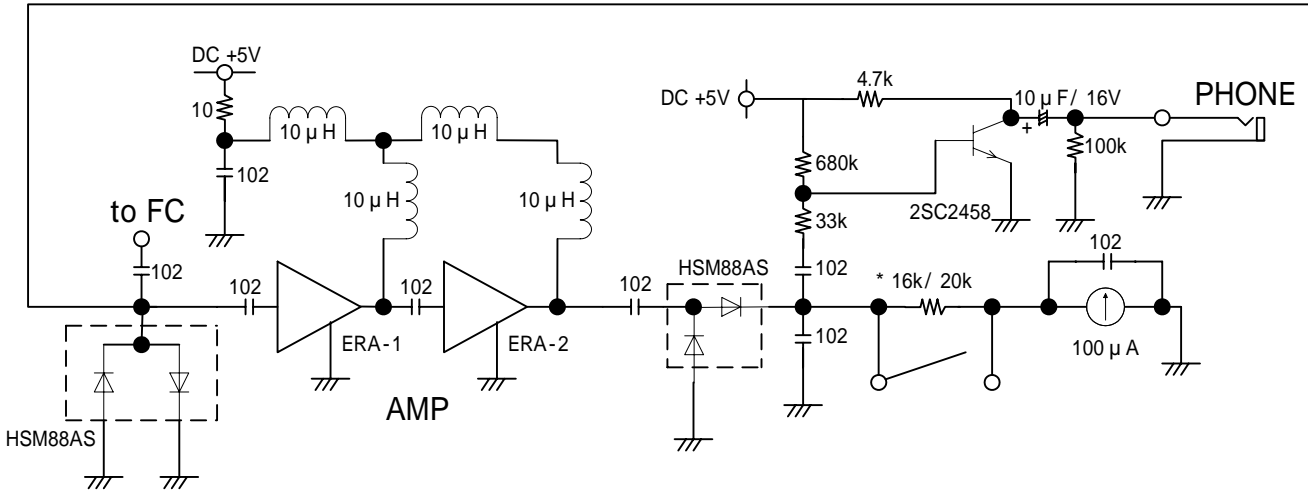 DC +5V
10
10 μ H
10 μ H
102
10 μ H
10 μ H
to FC
102
102
102
102
ERA-1
ERA-2
AMP
HSM88AS
DC +5V
4.7k
10 μ F/ 16V
+
PHONE
100k
680k
2SC2458
33k
HSM88AS
102
* 16k/ 20k
102
102
100 μ A